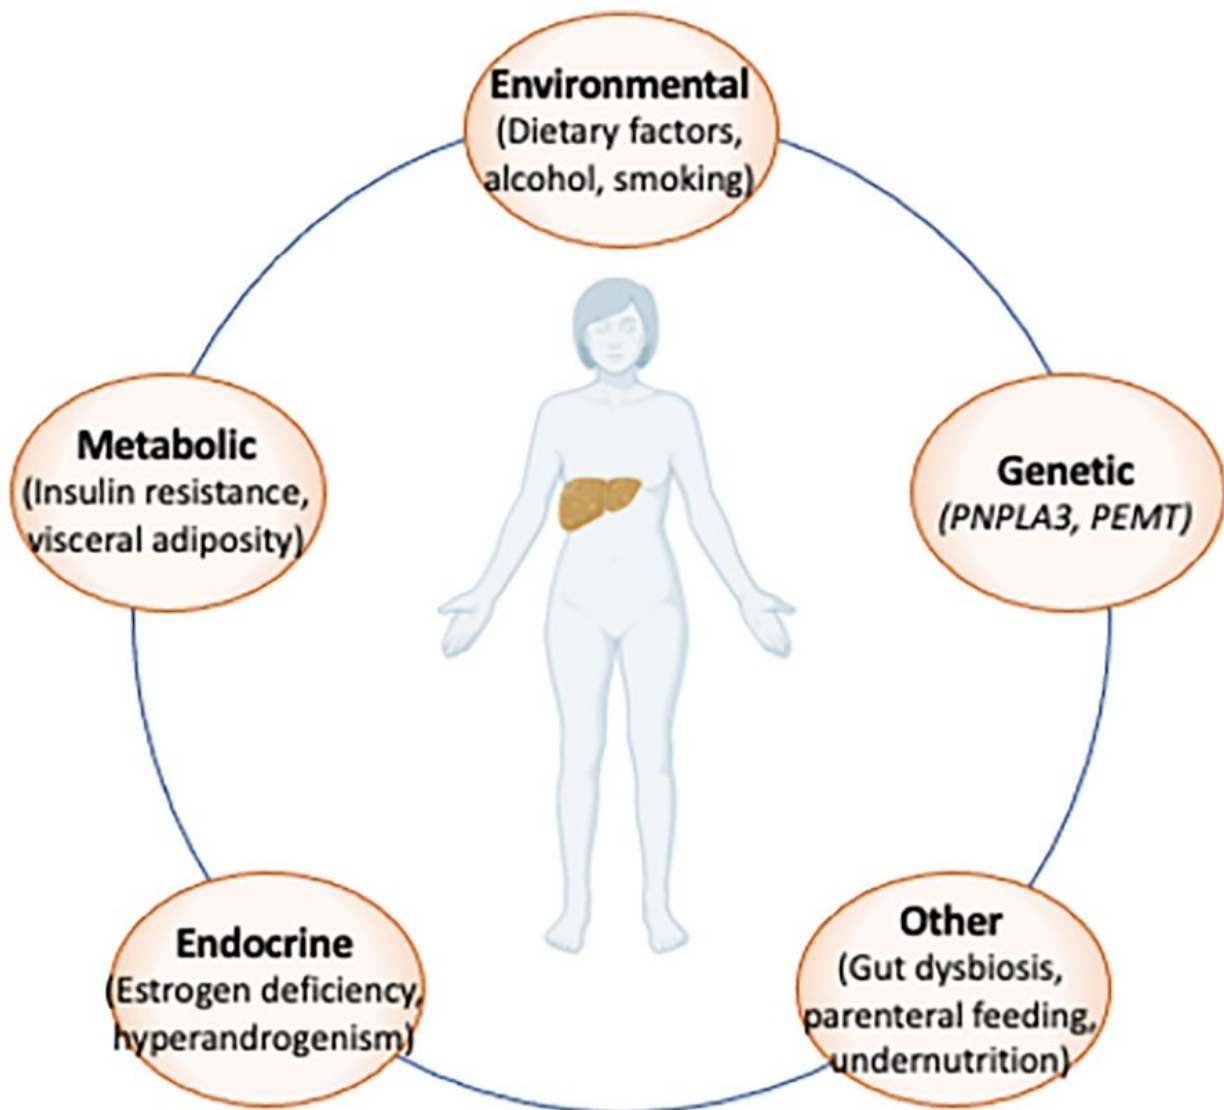 Environmental
(Dietary factors,
alcohol, smoking)
Metabolic
(Insulin resistance,
visceral adiposity)
Genetic
(PNPLA3, PEMT)
Endocrine
(Estrogen deficiency,
hyperandrogenism)
Other
(Gut dysbiosis,
parenteral feeding,
undernutrition)